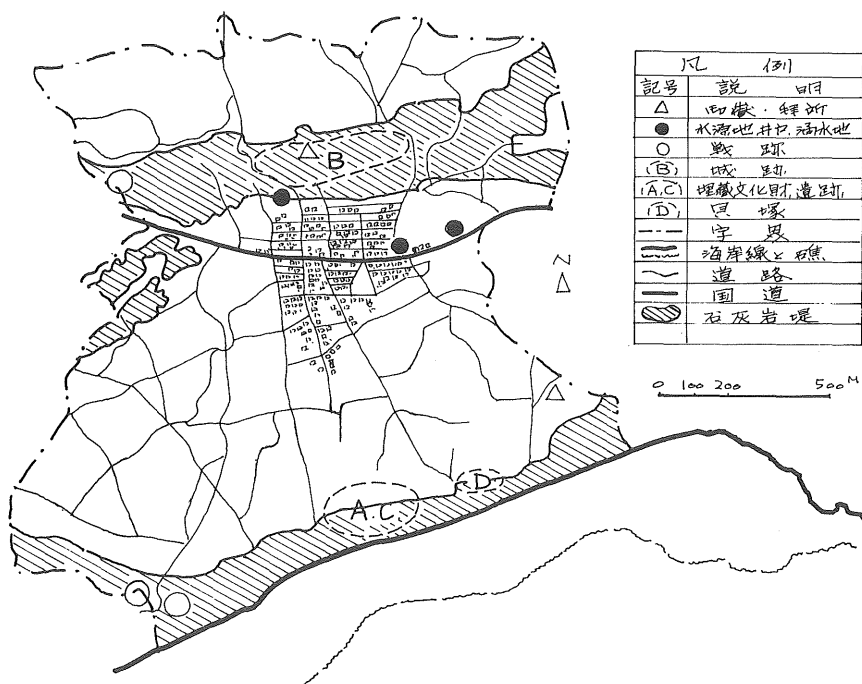 凡 例
記号 説 明
△ 御嶽・拝所
● 水源地,井戸,湧水地
○ 戦跡
(B) 城跡
(A,C) 埋蔵文化財,遺跡
(D) 貝塚
字界
海岸線と礁
道路
国道
石灰岩堤
B
N
0 100 200 500M
D
A.C.